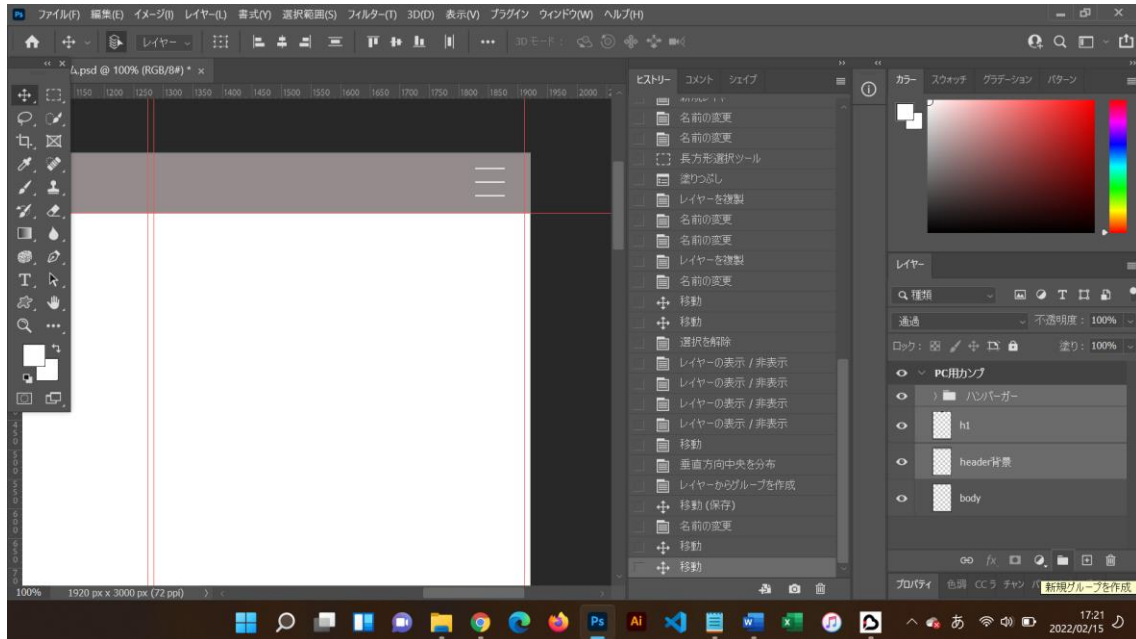 ファイル(F) 編集(E) イメージ(I) レイヤー(L) 書式(Y) 選択範囲(S) フィルター(T) 3D(D) 表示(V) プラグイン ウィンドウ(W) ヘルプ(H)
レイヤー
3D モード :
.psd @ 100% (RGB/8#) * ×
1150 1200 1250 1300 1350 1400 1450 1500 1550 1600 1650 1700 1750 1800 1850 1900 1950 2000
ヒストリー コメント シェイプ
名前の変更
名前の変更
長方形選択ツール
塗りつぶし
レイヤーを複製
名前の変更
名前の変更
レイヤーを複製
名前の変更
移動
移動
選択を解除
レイヤーの表示 / 非表示
レイヤーの表示 / 非表示
レイヤーの表示 / 非表示
レイヤーの表示 / 非表示
移動
垂直方向中央を分布
レイヤーからグループを作成
移動 (保存)
名前の変更
移動
移動
カラー スウォッチ グラデーション パターン
レイヤー
種類
通過 不透明度 : 100%
ロック : 塗り : 100%
PC用カンプ
ハンバーガー
h1
header背景
body
プロパティ 色調 CC ラ チャン パ
新規グループを作成
100% 1920 px x 3000 px (72 ppi)
Ps Ai
あ
17:21
2022/02/15